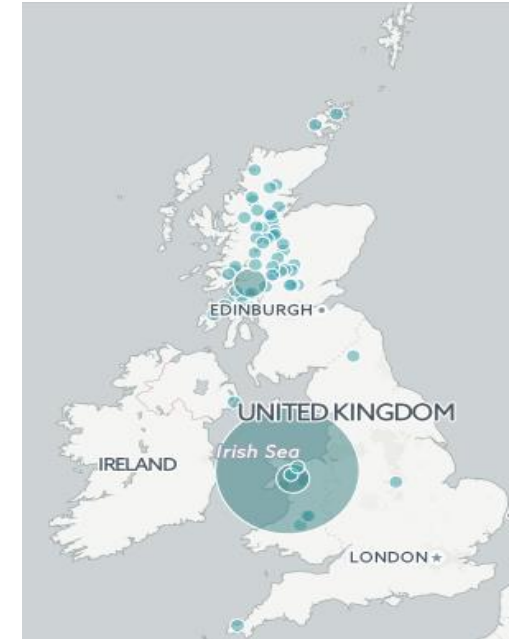 EDINBURGH
UNITED KINGDOM
Irish Sea
IRELAND
LONDON